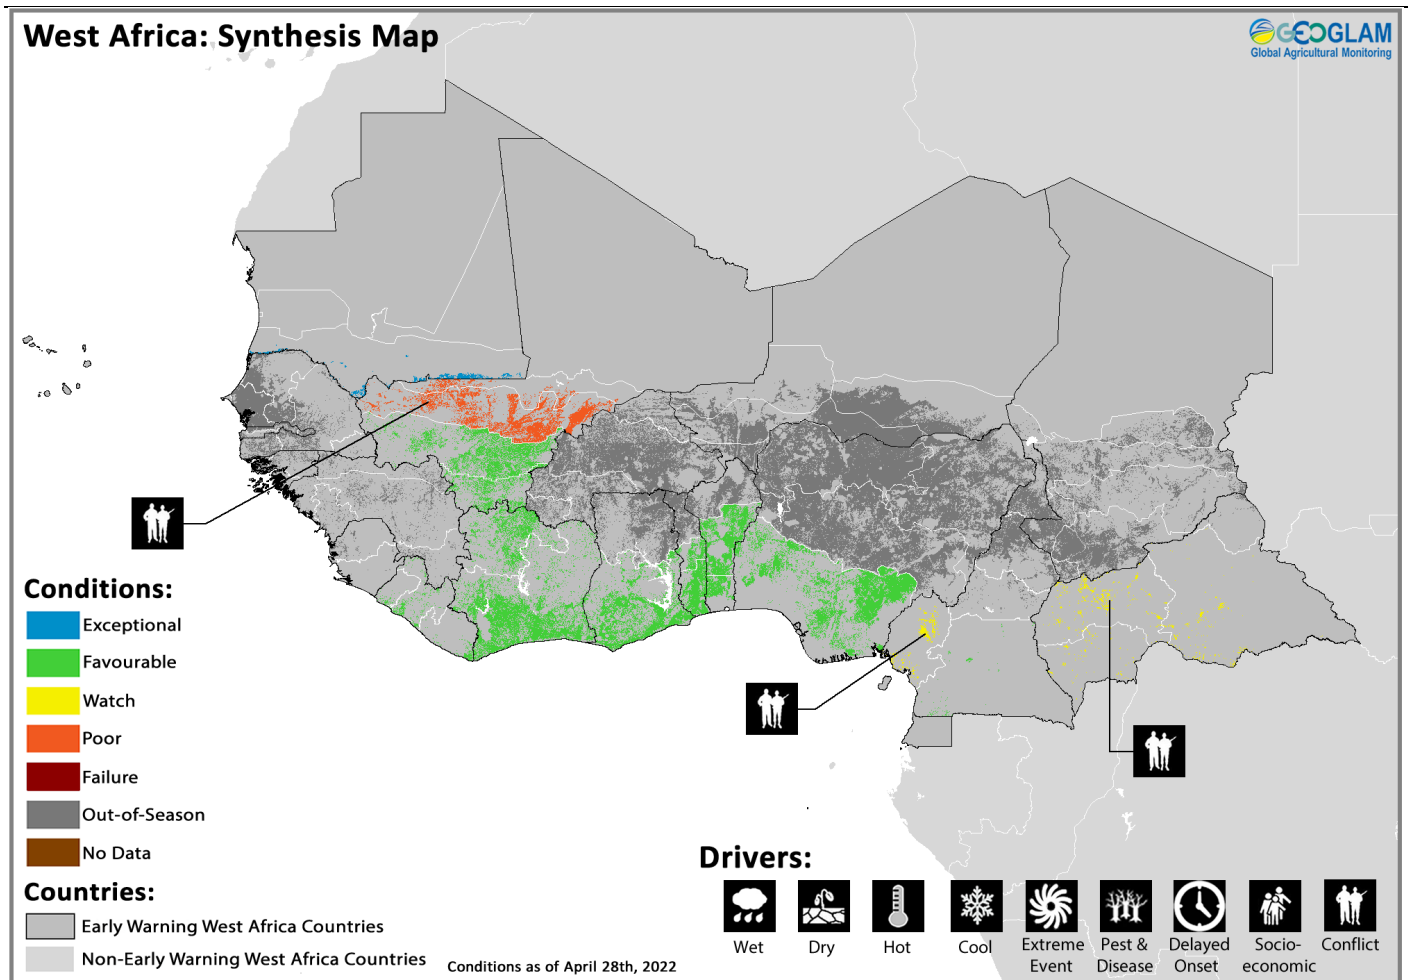 West Africa: Synthesis Map
GEOGLAM
Global Agricultural Monitoring
Conditions:
Exceptional
Favourable
Watch
Poor
Failure
Out-of-Season
No Data
Countries:
Early Warning West Africa Countries
Non-Early Warning West Africa Countries
Conditions as of April 28th, 2022
Drivers:
Wet
Dry
Hot
Cool
Extreme
Event
Pest &
Disease
Delayed
Onset
Socio-
economic
Conflict